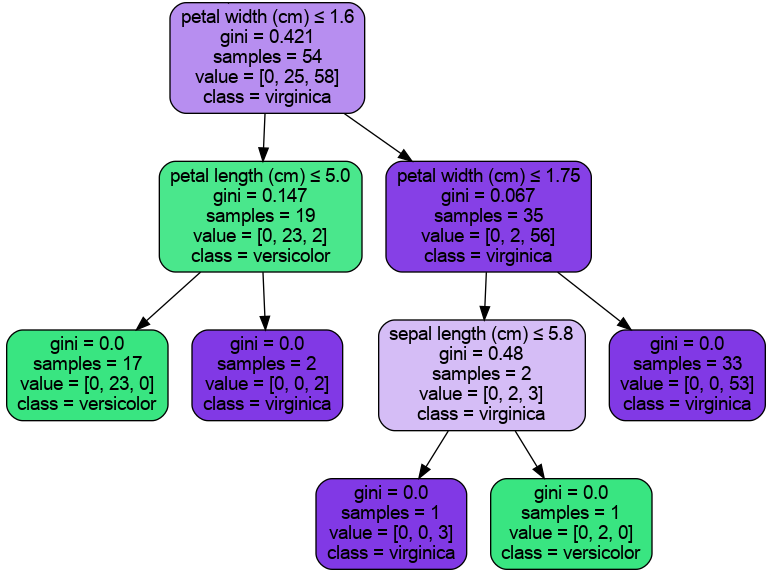 petal width (cm) ≤ 1.6
gini = 0.421
samples = 54
value = [0, 25, 58]
class = virginica
petal length (cm) ≤ 5.0
gini = 0.147
samples = 19
value = [0, 23, 2]
class = versicolor
petal width (cm) ≤ 1.75
gini = 0.067
samples = 35
value = [0, 2, 56]
class = virginica
gini = 0.0
samples = 17
value = [0, 23, 0]
class = versicolor
gini = 0.0
samples = 2
value = [0, 0, 2]
class = virginica
sepal length (cm) ≤ 5.8
gini = 0.48
samples = 2
value = [0, 2, 3]
class = virginica
gini = 0.0
samples = 33
value = [0, 0, 53]
class = virginica
gini = 0.0
samples = 1
value = [0, 0, 3]
class = virginica
gini = 0.0
samples = 1
value = [0, 2, 0]
class = versicolor